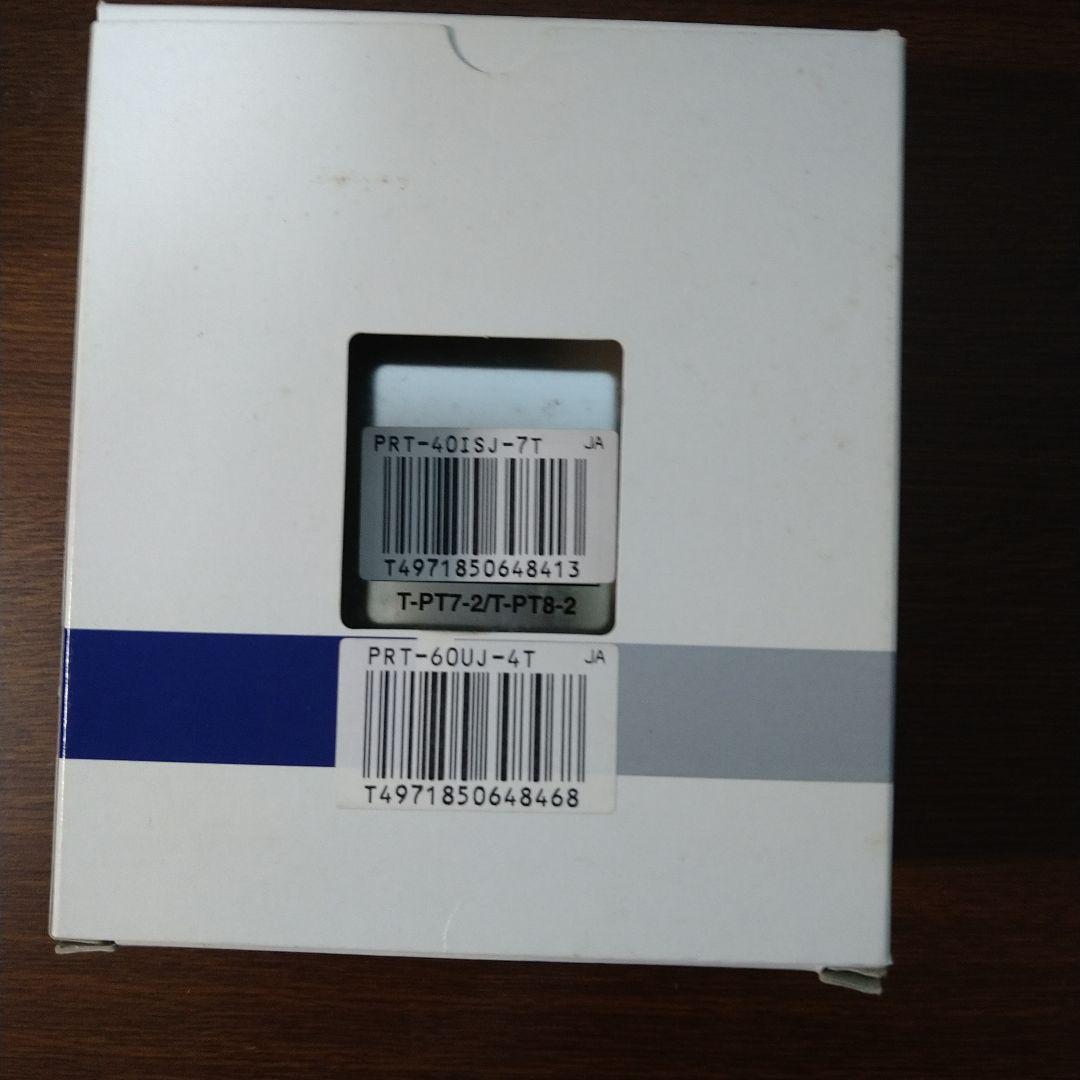 PRT-40ISJ-7T JA
T4971850648413
T-PT7-2/T-PT8-2
PRT-60UJ-4T JA
T4971850648468